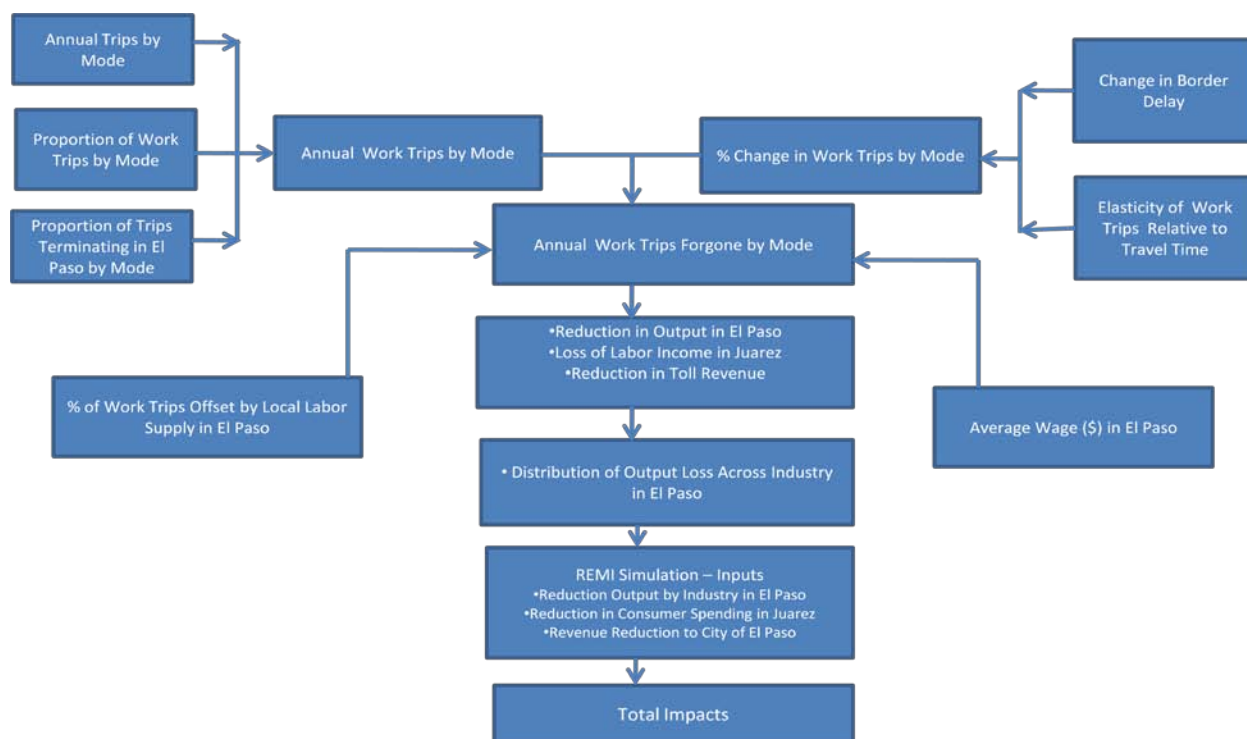 Annual Trips by
Mode
Proportion of Work
Trips by Mode
Proportion of Trips
Terminating in El
Paso by Mode
Annual Work Trips by Mode
% Change in Work Trips by Mode
Change in Border
Delay
Elasticity of Work
Trips Relative to
Travel Time
Annual Work Trips Forgone by Mode
•Reduction in Output in El Paso
•Loss of Labor Income in Juarez
•Reduction in Toll Revenue
% of Work Trips Offset by Local Labor
Supply in El Paso
Average Wage ($) in El Paso
• Distribution of Output Loss Across Industry
in El Paso
REMI Simulation – Inputs
•Reduction Output by Industry in El Paso
•Reduction in Consumer Spending in Juarez
•Revenue Reduction to City of El Paso
Total Impacts